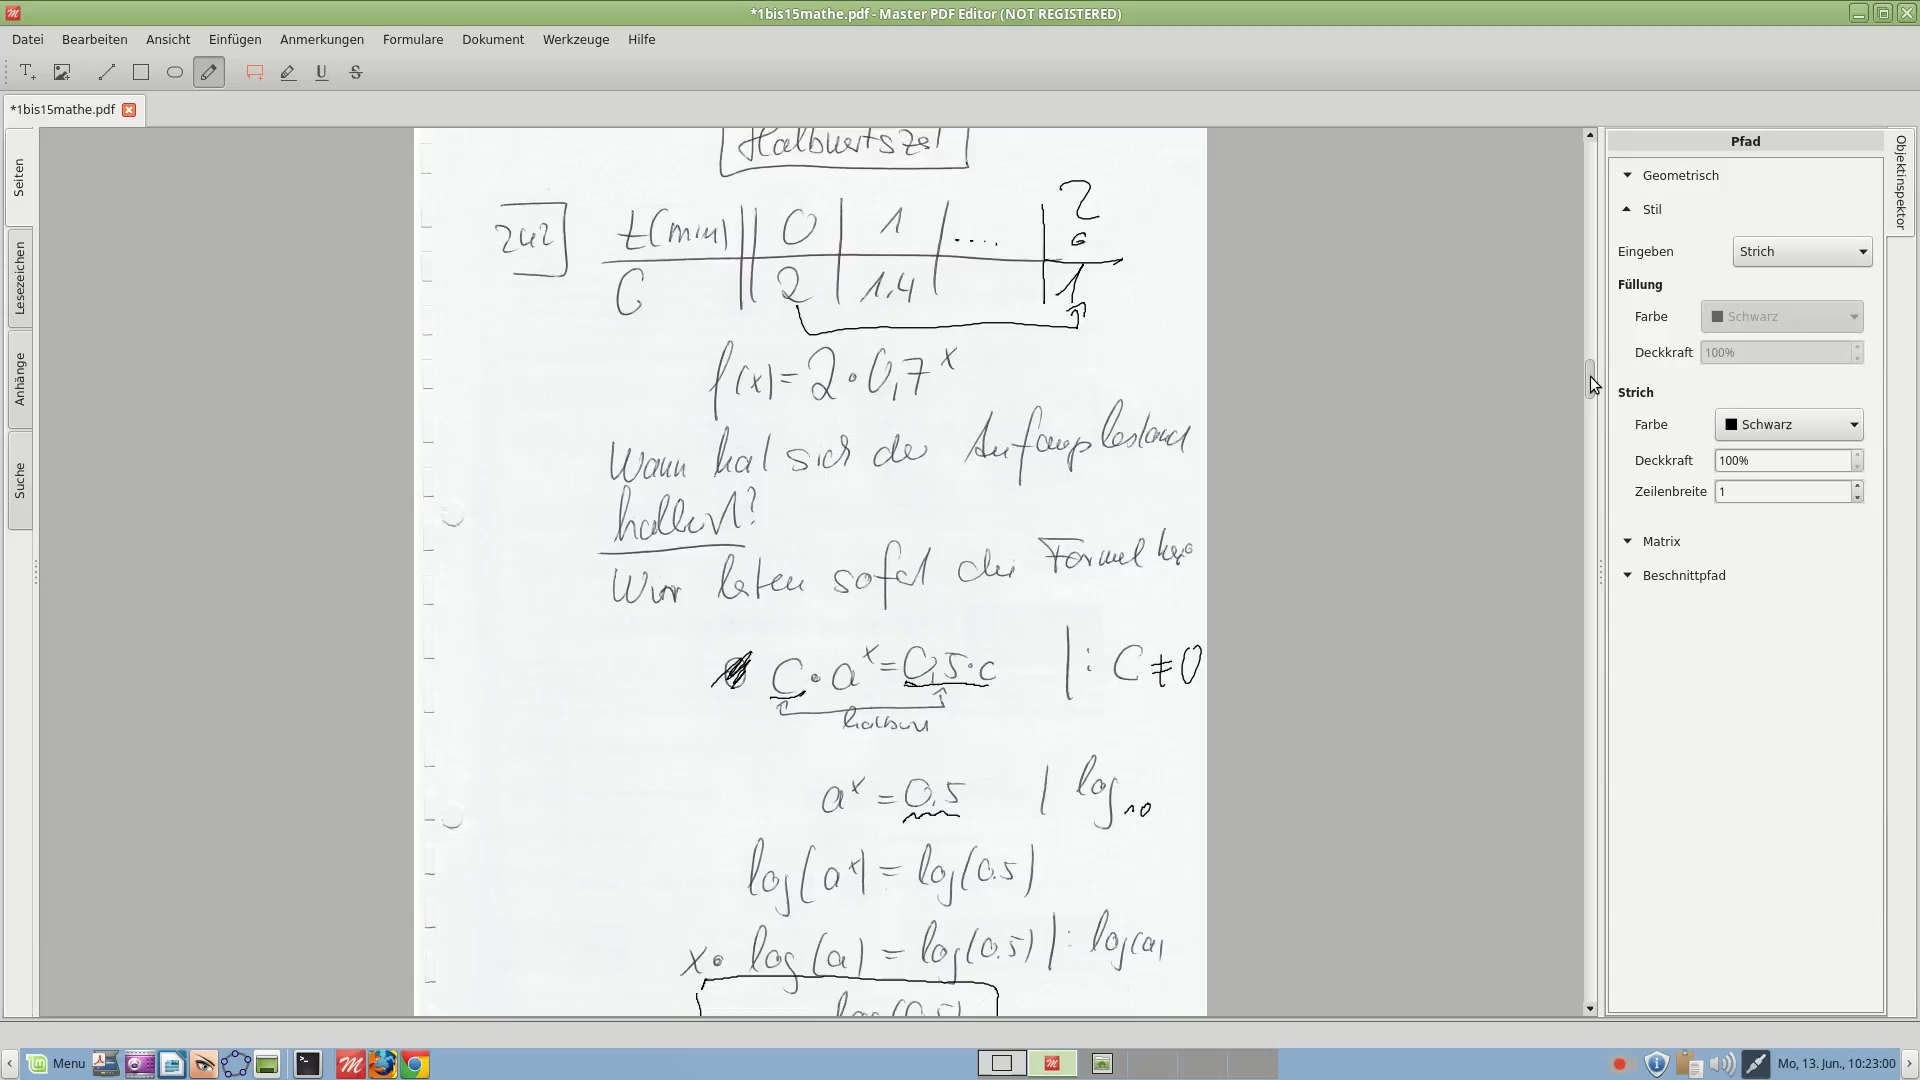 *1bis15mathe.pdf - Master PDF Editor (NOT REGISTERED)
Datei Bearbeiten Ansicht Einfügen Anmerkungen Formulare Dokument Werkzeuge Hilfe
*1bis15mathe.pdf
Seiten
Lesezeichen
Anhänge
Suche
Halbwertszeit
242 t(min) 0 1 .... ?
C 2 1.4 1
f(x)=2·0,7^x
Wann hat sich der Anfangsbestand
halbiert?
Wir leiten sofort die Formel her
C·a^x=0,5·c |: C≠0
halbiert
a^x = 0.5 | log10
log(a^x) = log(0.5)
x· log(a) = log(0.5) | : log(a)
log(0.5)
Pfad
Geometrisch
Stil
Eingeben Strich
Füllung
Farbe Schwarz
Deckkraft 100%
Strich
Farbe Schwarz
Deckkraft 100%
Zeilenbreite 1
Matrix
Beschnittpfad
Objektinspektor
Menu
Mo, 13. Jun., 10:23:00